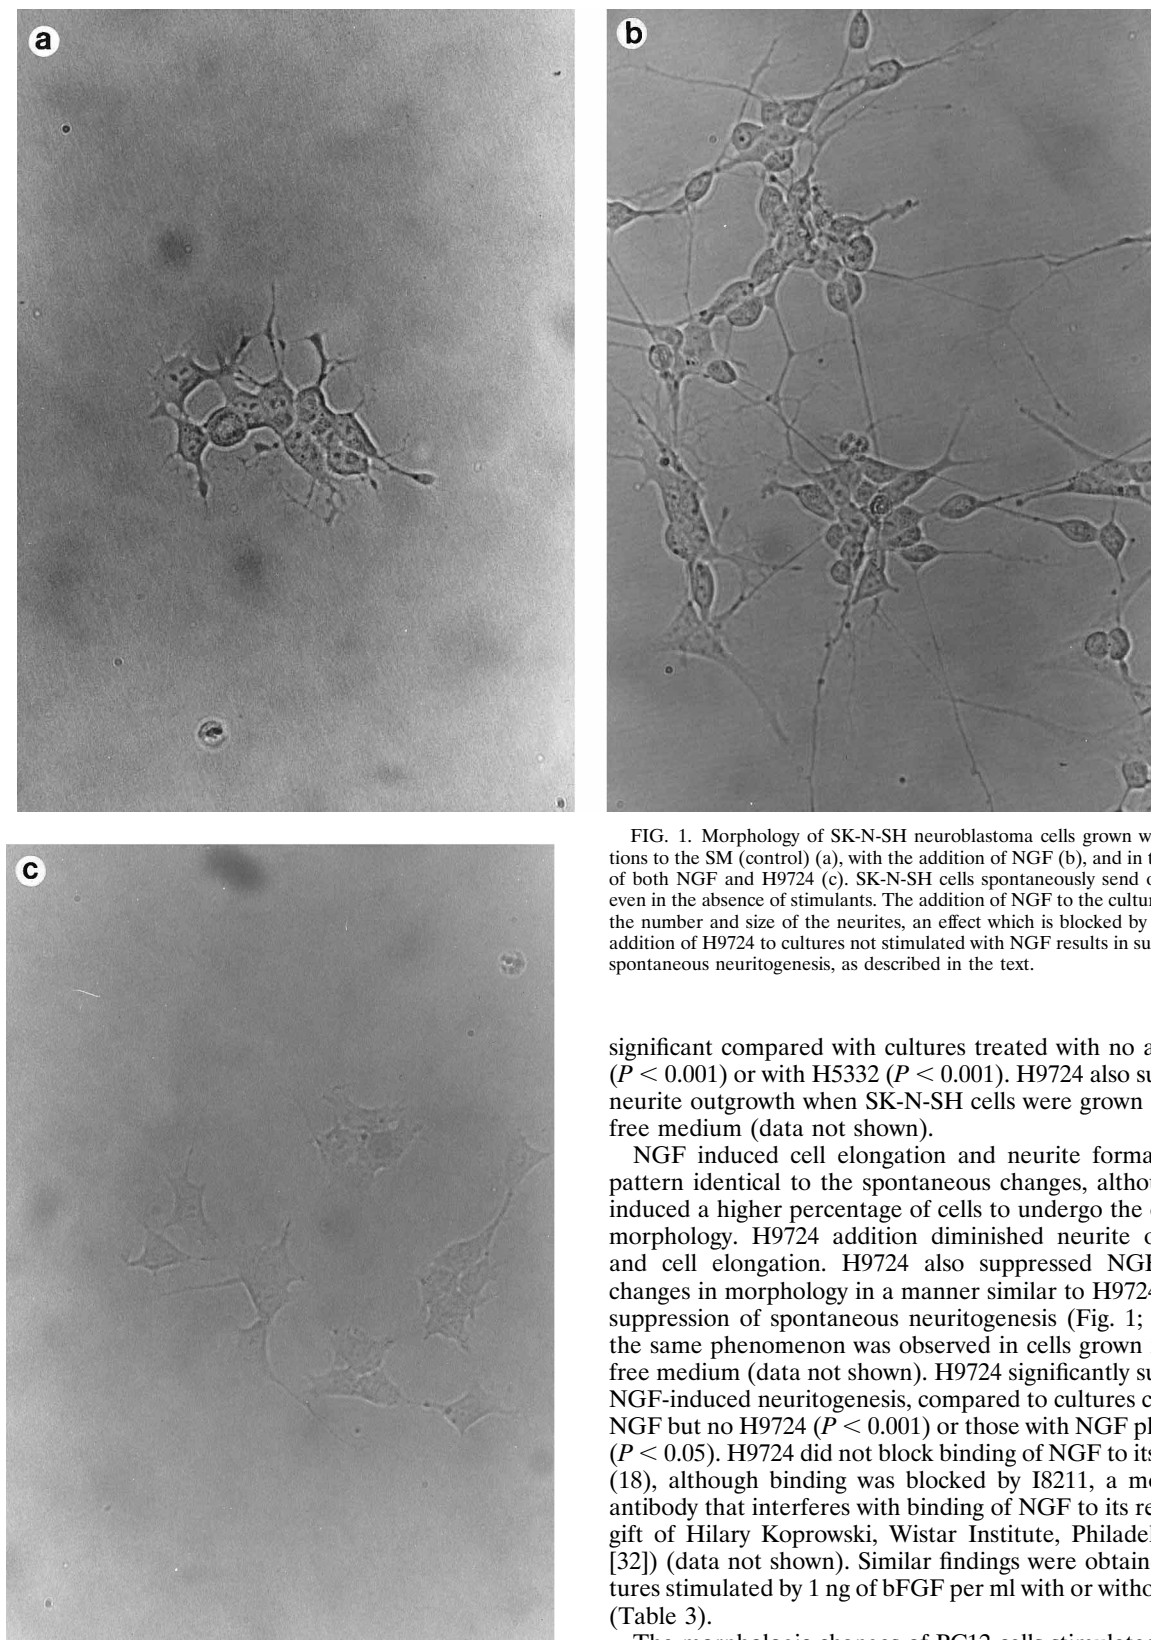 a
b
c
FIG. 1. Morphology of SK-N-SH neuroblastoma cells grown w
tions to the SM (control) (a), with the addition of NGF (b), and in t
of both NGF and H9724 (c). SK-N-SH cells spontaneously send o
even in the absence of stimulants. The addition of NGF to the cultur
the number and size of the neurites, an effect which is blocked by
addition of H9724 to cultures not stimulated with NGF results in su
spontaneous neuritogenesis, as described in the text.
significant compared with cultures treated with no a
(P < 0.001) or with H5332 (P < 0.001). H9724 also su
neurite outgrowth when SK-N-SH cells were grown
free medium (data not shown).
NGF induced cell elongation and neurite forma
pattern identical to the spontaneous changes, althou
induced a higher percentage of cells to undergo the
morphology. H9724 addition diminished neurite o
and cell elongation. H9724 also suppressed NGF
changes in morphology in a manner similar to H9724
suppression of spontaneous neuritogenesis (Fig. 1;
the same phenomenon was observed in cells grown
free medium (data not shown). H9724 significantly su
NGF-induced neuritogenesis, compared to cultures c
NGF but no H9724 (P < 0.001) or those with NGF pl
(P < 0.05). H9724 did not block binding of NGF to its
(18), although binding was blocked by I8211, a mo
antibody that interferes with binding of NGF to its re
gift of Hilary Koprowski, Wistar Institute, Philadel
[32]) (data not shown). Similar findings were obtain
tures stimulated by 1 ng of bFGF per ml with or witho
(Table 3).
The morphologic changes of PC12 cells stimulate